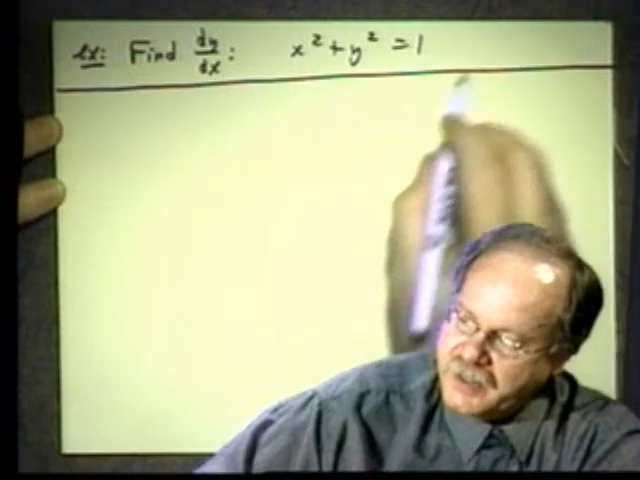 ex: Find dy/dx: x² + y² = 1